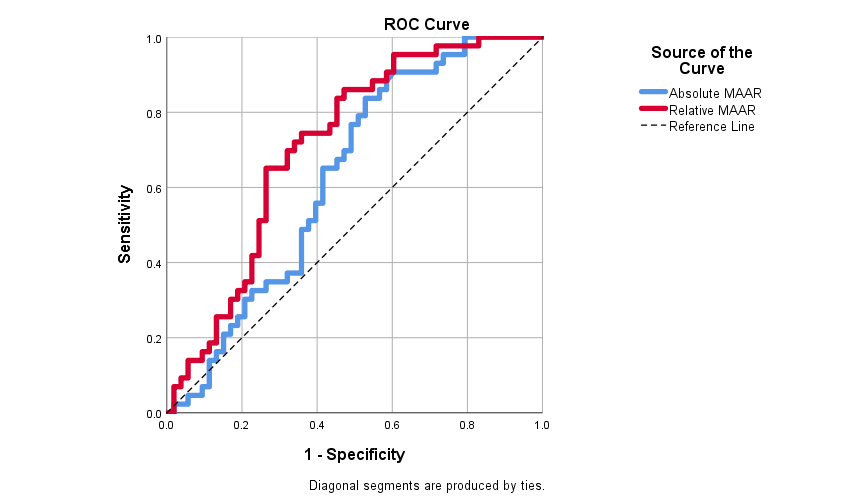 ROC Curve
Source of the
Curve
Absolute MAAR
Relative MAAR
Reference Line
Sensitivity
1.0
0.8
0.6
0.4
0.2
0.0
0.0 0.2 0.4 0.6 0.8 1.0
1 - Specificity
Diagonal segments are produced by ties.